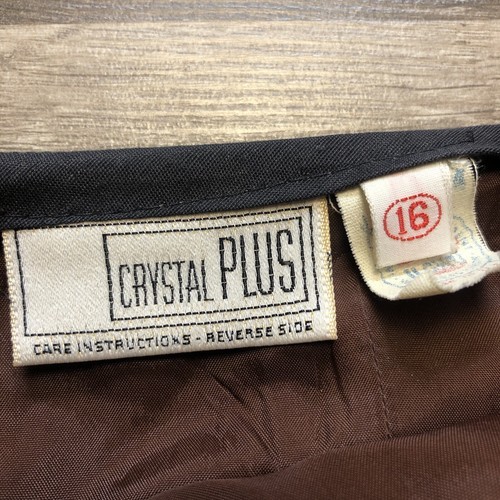 CRYSTAL PLUS
CARE INSTRUCTIONS - REVERSE SIDE
16